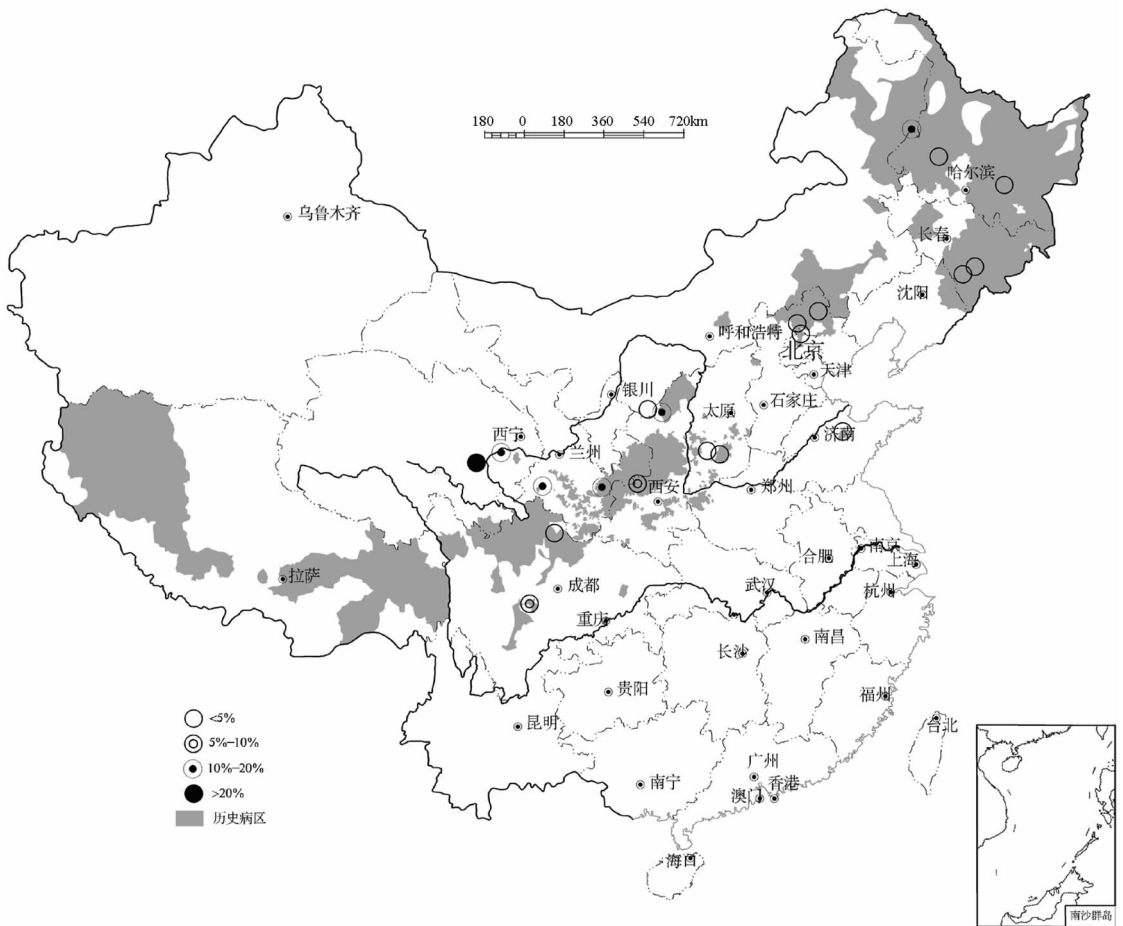 180 0 180 360 540 720km
哈尔滨
乌鲁木齐
长春
沈阳
呼和浩特
北京
天津
银川
太原
石家庄
西宁
济南
兰州
西安
郑州
合肥
南京
上海
拉萨
成都
武汉
杭州
重庆
南昌
长沙
贵阳
福州
昆明
台北
<5%
5%–10%
10%–20%
>20%
历史病区
广州
南宁
澳门
香港
海口
南沙群岛